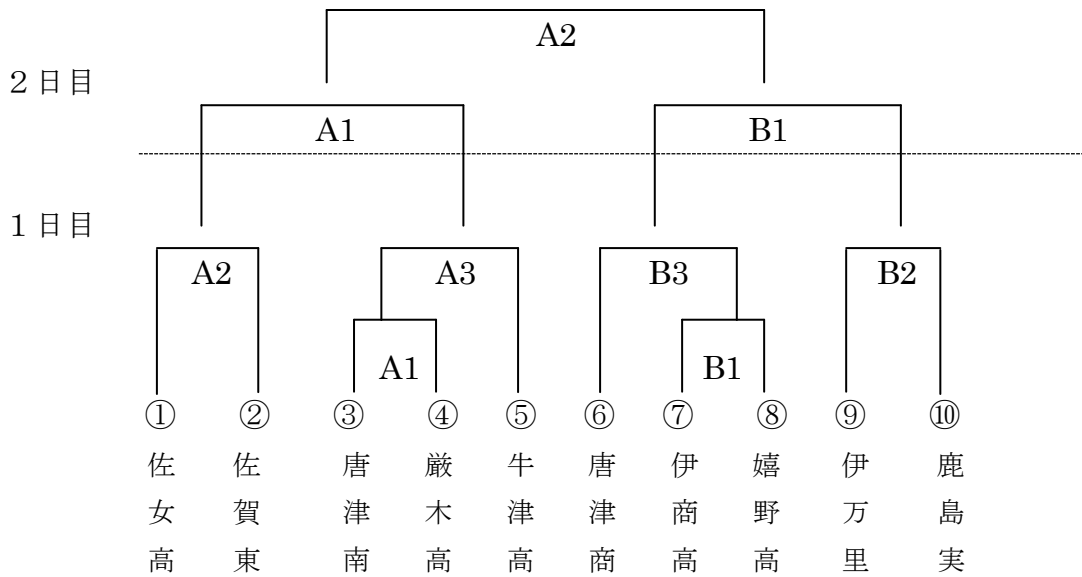 A2
２日目
A1 B1
１日目
A2 A3 B3 B2
A1 B1
① ② ③ ④ ⑤ ⑥ ⑦ ⑧ ⑨ ⑩
佐女高
佐賀東
唐津南
厳木高
牛津高
唐津商
伊商高
嬉野高
伊万里
鹿島実